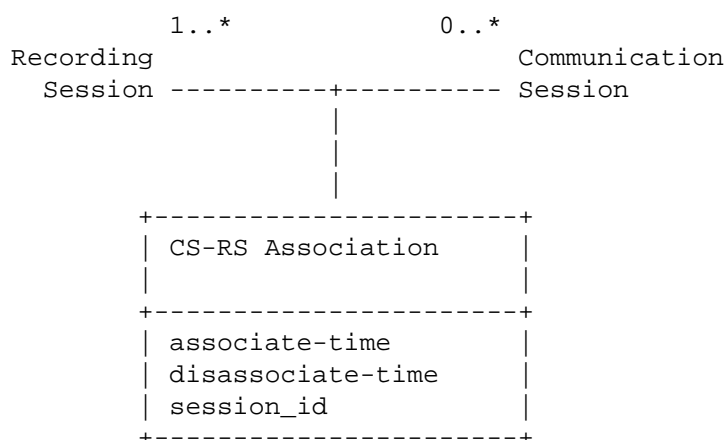 1..* 0..*
Recording Communication
Session ----------+---------- Session
|
|
|
+-----------------------+
| CS-RS Association |
| |
+-----------------------+
| associate-time |
| disassociate-time |
| session_id |
+-----------------------+